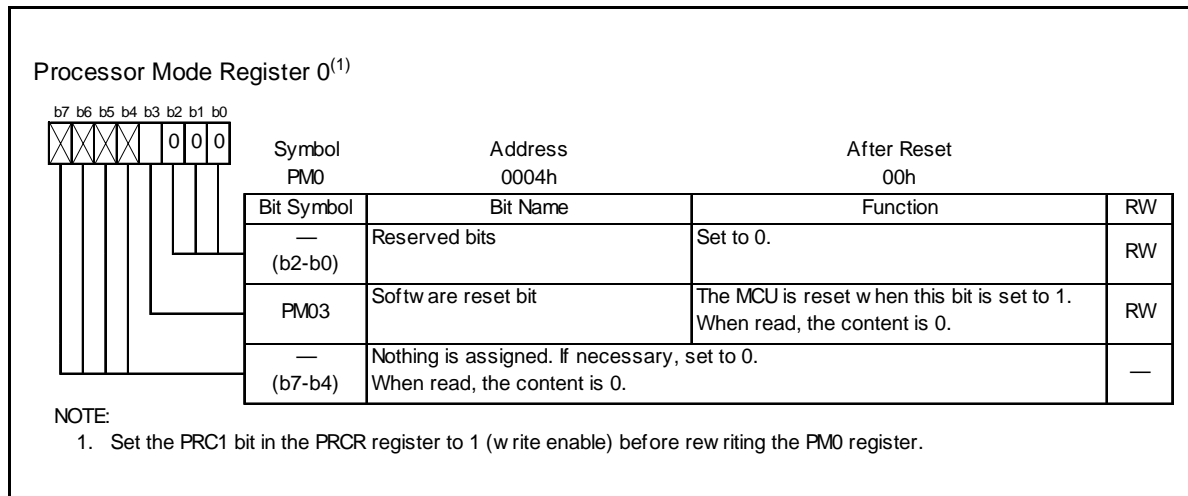 Processor Mode Register 0(1)
b7 b6 b5 b4 b3 b2 b1 b0
0 0 0
Symbol Address After Reset
PM0 0004h 00h
Bit Symbol Bit Name Function RW
— (b2-b0) Reserved bits Set to 0. RW
PM03 Software reset bit The MCU is reset when this bit is set to 1.
When read, the content is 0. RW
— (b7-b4) Nothing is assigned. If necessary, set to 0.
When read, the content is 0. —
NOTE:
1. Set the PRC1 bit in the PRCR register to 1 (write enable) before rewriting the PM0 register.